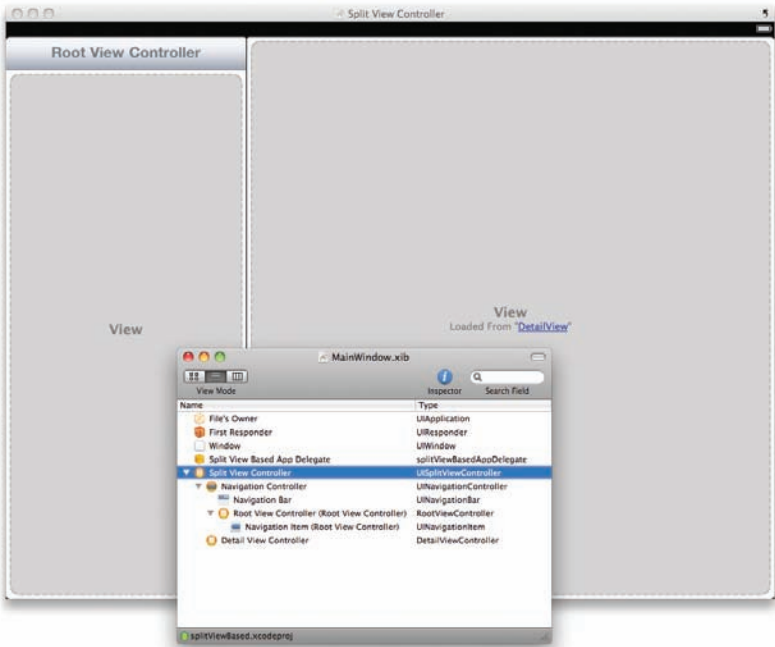 Split View Controller
Root View Controller
View
View
Loaded From "DetailView"
MainWindow.xib
View Mode
Inspector
Search Field
Name Type
File's Owner UIApplication
First Responder UIResponder
Window UIWindow
Split View Based App Delegate splitViewBasedAppDelegate
Split View Controller UISplitViewController
Navigation Controller UINavigationController
Navigation Bar UINavigationBar
Root View Controller (Root View Controller) RootViewController
Navigation Item (Root View Controller) UINavigationItem
Detail View Controller DetailViewController
splitViewBased.xcodeproj